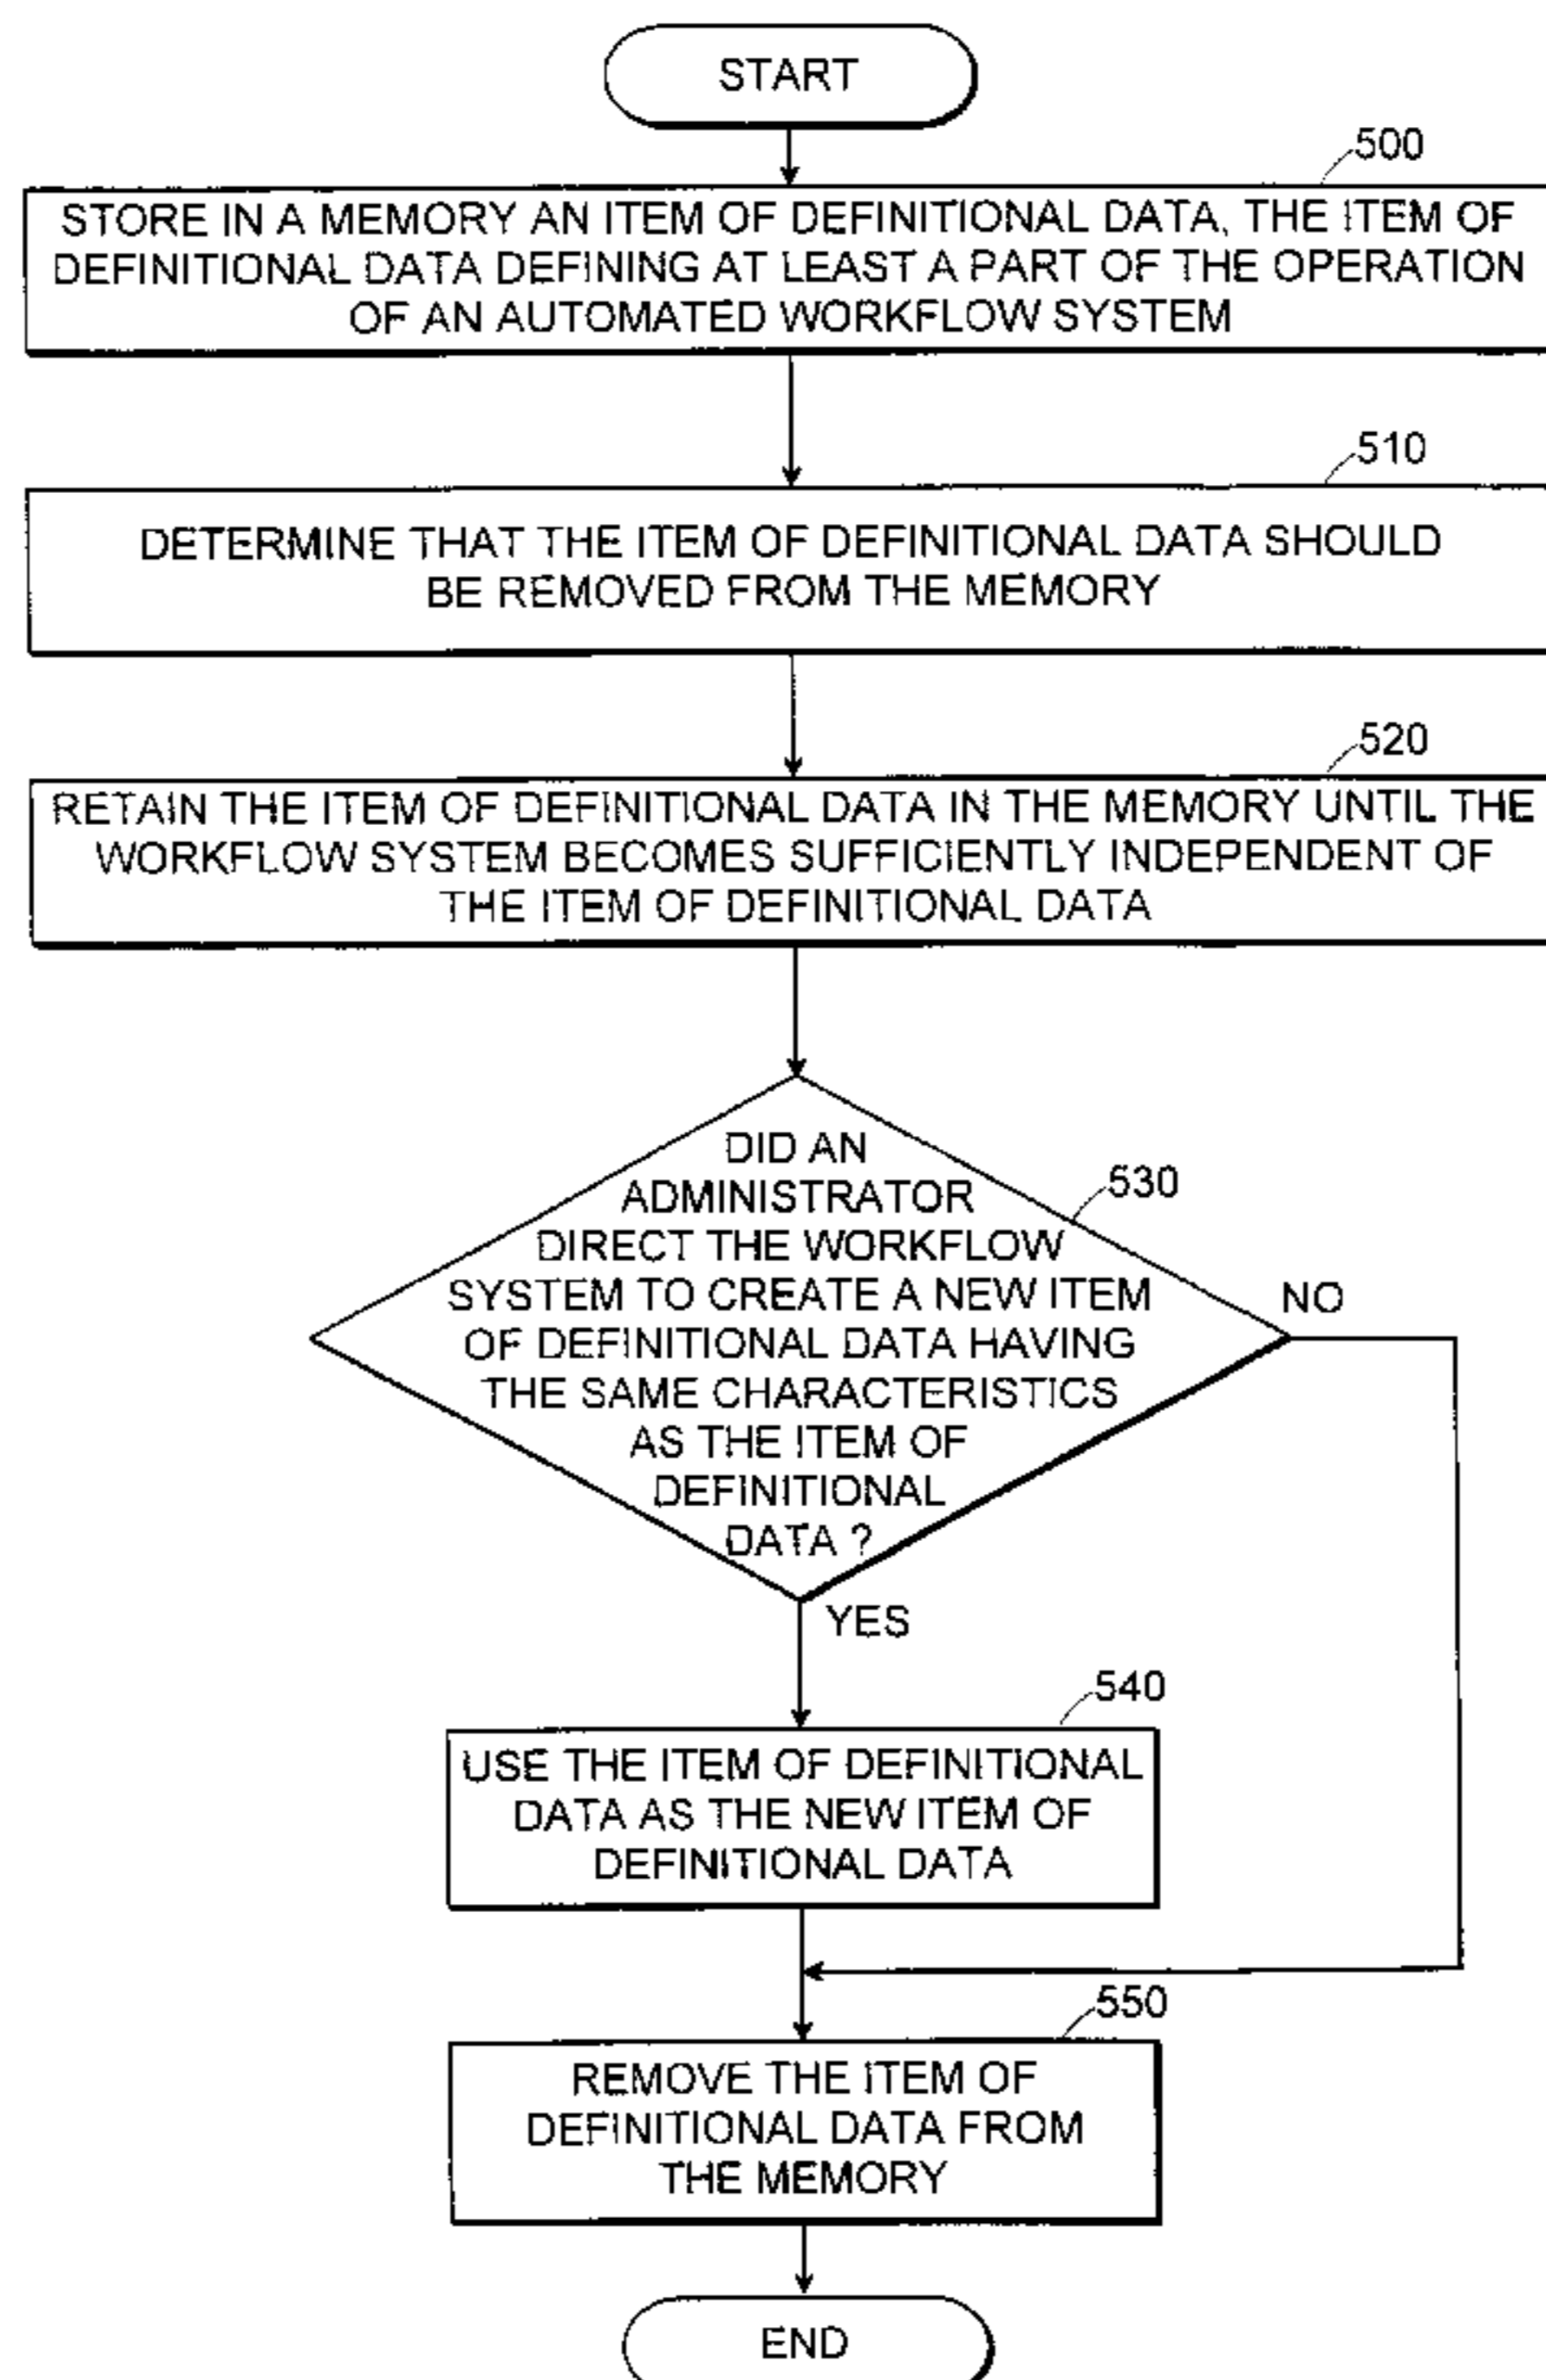 START
500
STORE IN A MEMORY AN ITEM OF DEFINITIONAL DATA, THE ITEM OF
DEFINITIONAL DATA DEFINING AT LEAST A PART OF THE OPERATION
OF AN AUTOMATED WORKFLOW SYSTEM
510
DETERMINE THAT THE ITEM OF DEFINITIONAL DATA SHOULD
BE REMOVED FROM THE MEMORY
520
RETAIN THE ITEM OF DEFINITIONAL DATA IN THE MEMORY UNTIL THE
WORKFLOW SYSTEM BECOMES SUFFICIENTLY INDEPENDENT OF
THE ITEM OF DEFINITIONAL DATA
530
DID AN
ADMINISTRATOR
DIRECT THE WORKFLOW
SYSTEM TO CREATE A NEW ITEM
OF DEFINITIONAL DATA HAVING
THE SAME CHARACTERISTICS
AS THE ITEM OF
DEFINITIONAL
DATA ?
NO
YES
540
USE THE ITEM OF DEFINITIONAL
DATA AS THE NEW ITEM OF
DEFINITIONAL DATA
550
REMOVE THE ITEM OF
DEFINITIONAL DATA FROM
THE MEMORY
END